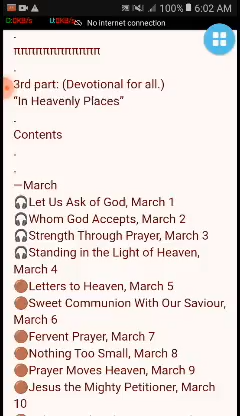 100% 6:02 AM
O:0KB/s U:0KB/s No internet connection
.
πππππππππππππ
.
3rd part: (Devotional for all.)
“In Heavenly Places”
.
Contents
.
.
—March
🎧Let Us Ask of God, March 1
🎧Whom God Accepts, March 2
🎧Strength Through Prayer, March 3
🎧Standing in the Light of Heaven,
March 4
🟤Letters to Heaven, March 5
🟤Sweet Communion With Our Saviour,
March 6
🟤Fervent Prayer, March 7
🟤Nothing Too Small, March 8
🟤Prayer Moves Heaven, March 9
🟤Jesus the Mighty Petitioner, March
10